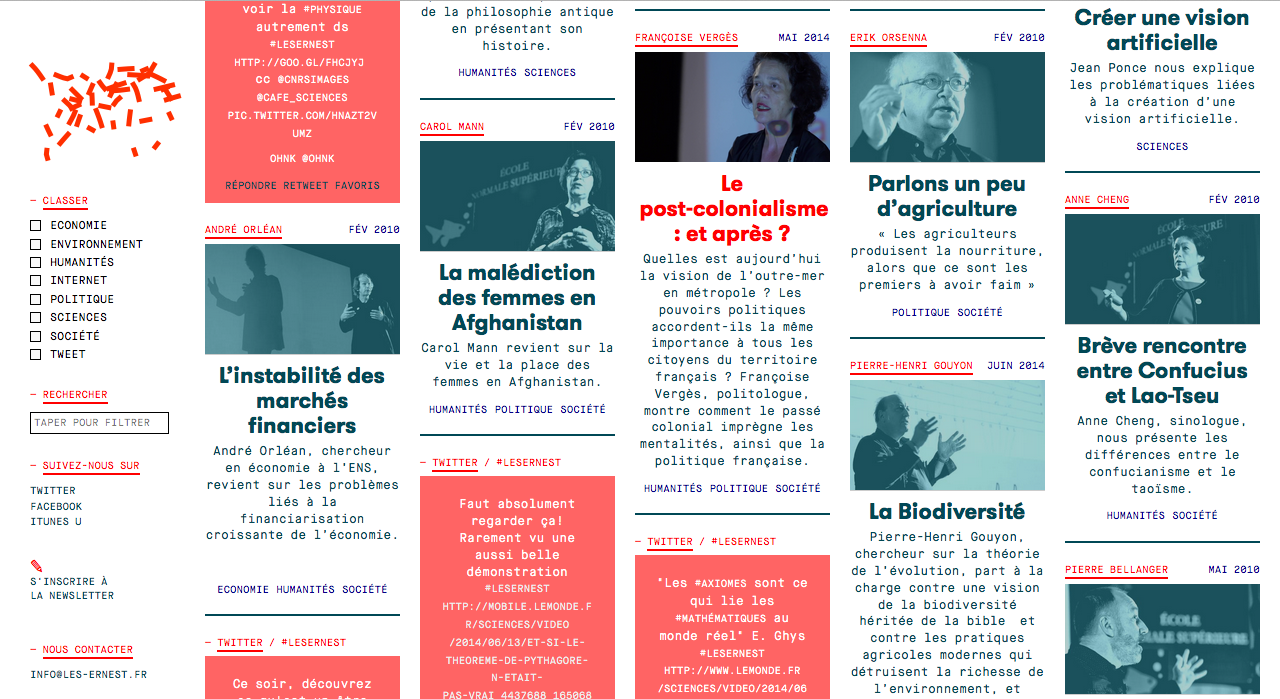 — CLASSER
ECONOMIE
ENVIRONNEMENT
HUMANITÉS
INTERNET
POLITIQUE
SCIENCES
SOCIÉTÉ
TWEET
— RECHERCHER
TAPER POUR FILTRER
— SUIVEZ-NOUS SUR
TWITTER
FACEBOOK
ITUNES U
S'INSCRIRE À
LA NEWSLETTER
— NOUS CONTACTER
INFO@LES-ERNEST.FR
voir la #PHYSIQUE
autrement ds
#LESERNEST
HTTP://GOO.GL/FHCJYJ
CC @CNRSIMAGES
@CAFE_SCIENCES
PIC.TWITTER.COM/HNAZT2V
UMZ
OHNK @OHNK
RÉPONDRE RETWEET FAVORIS
ANDRÉ ORLÉAN FÉV 2010
L'instabilité des
marchés
financiers
André Orléan, chercheur
en économie à l'ENS,
revient sur les problèmes
liés à la
financiarisation
croissante de l'économie.
ECONOMIE HUMANITÉS SOCIÉTÉ
— TWITTER / #LESERNEST
Ce soir, découvrez
de la philosophie antique
en présentant son
histoire.
HUMANITÉS SCIENCES
CAROL MANN FÉV 2010
ÉCOLE
NORMALE SUPÉRIEURE
La malédiction
des femmes en
Afghanistan
Carol Mann revient sur la
vie et la place des
femmes en Afghanistan.
HUMANITÉS POLITIQUE SOCIÉTÉ
— TWITTER / #LESERNEST
Faut absolument
regarder ça!
Rarement vu une
aussi belle
démonstration
#LESERNEST
HTTP://MOBILE.LEMONDE.F
R/SCIENCES/VIDEO
/2014/06/13/ET-SI-LE-
THEOREME-DE-PYTHAGORE-
N-ETAIT-
PAS-VRAI_4437688_165068
FRANÇOISE VERGÈS MAI 2014
Le
post-colonialisme
: et après ?
Quelles est aujourd'hui
la vision de l'outre-mer
en métropole ? Les
pouvoirs politiques
accordent-ils la même
importance à tous les
citoyens du territoire
français ? Françoise
Vergès, politologue,
montre comment le passé
colonial imprègne les
mentalités, ainsi que la
politique française.
HUMANITÉS POLITIQUE SOCIÉTÉ
— TWITTER / #LESERNEST
"Les #AXIOMES sont ce
qui lie les
#MATHÉMATIQUES au
monde réel" E. Ghys
#LESERNEST
HTTP://WWW.LEMONDE.FR
/SCIENCES/VIDEO/2014/06
ERIK ORSENNA FÉV 2010
Parlons un peu
d'agriculture
« Les agriculteurs
produisent la nourriture,
alors que ce sont les
premiers à avoir faim »
POLITIQUE SOCIÉTÉ
PIERRE-HENRI GOUYON JUIN 2014
La Biodiversité
Pierre-Henri Gouyon,
chercheur sur la théorie
de l'évolution, part à la
charge contre une vision
de la biodiversité
héritée de la bible et
contre les pratiques
agricoles modernes qui
détruisent la richesse de
l'environnement, et
Créer une vision
artificielle
Jean Ponce nous explique
les problématiques liées
à la création d'une
vision artificielle.
SCIENCES
ANNE CHENG FÉV 2010
Brève rencontre
entre Confucius
et Lao-Tseu
Anne Cheng, sinologue,
nous présente les
différences entre le
confucianisme et le
taoïsme.
HUMANITÉS SOCIÉTÉ
PIERRE BELLANGER MAI 2010
ÉCOLE
MALE SUPÉRIEURE